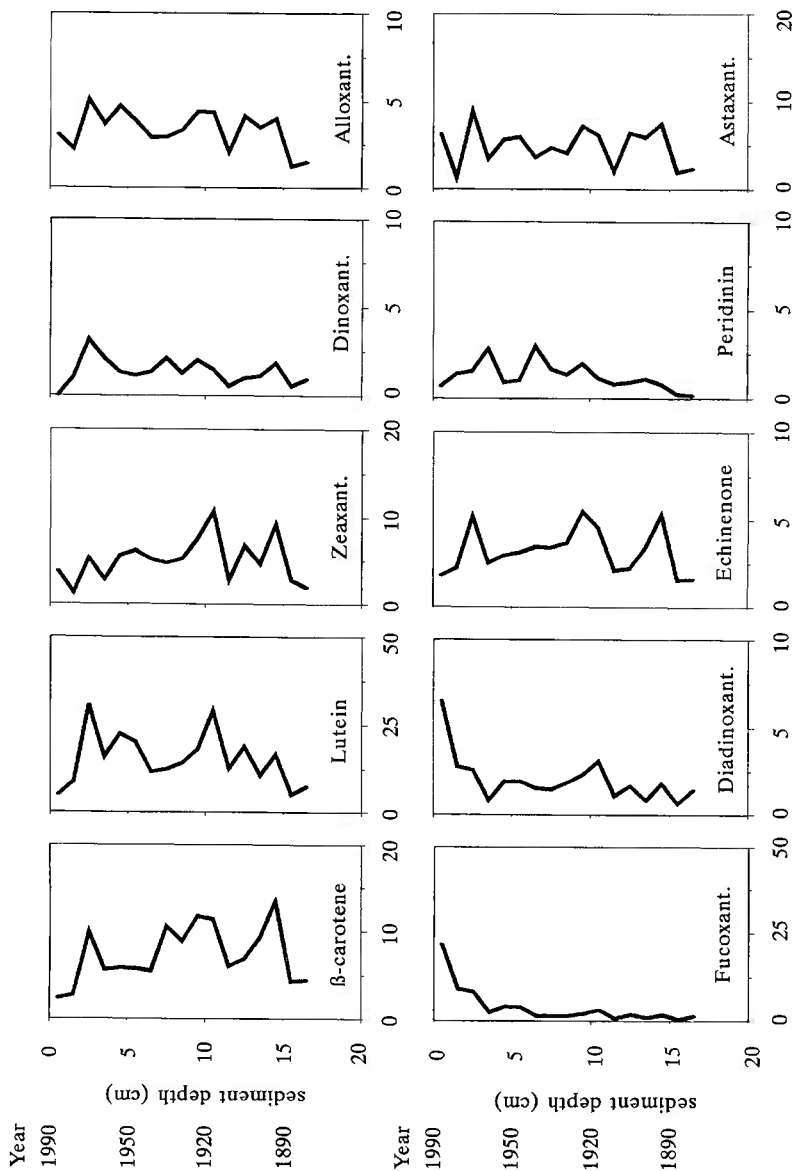 Year
1990
1950
1920
1890
sediment depth (cm)
0
5
10
15
20
ß-carotene
Lutein
Zeaxant.
Dinoxant.
Alloxant.
0 10 20
0 25 50
0 10 20
0 5 10
0 5 10
Year
1990
1950
1920
1890
sediment depth (cm)
0
5
10
15
20
Fucoxant.
Diadinoxant.
Echinenone
Peridinin
Astaxant.
0 25 50
0 5 10
0 5 10
0 5 10
0 10 20